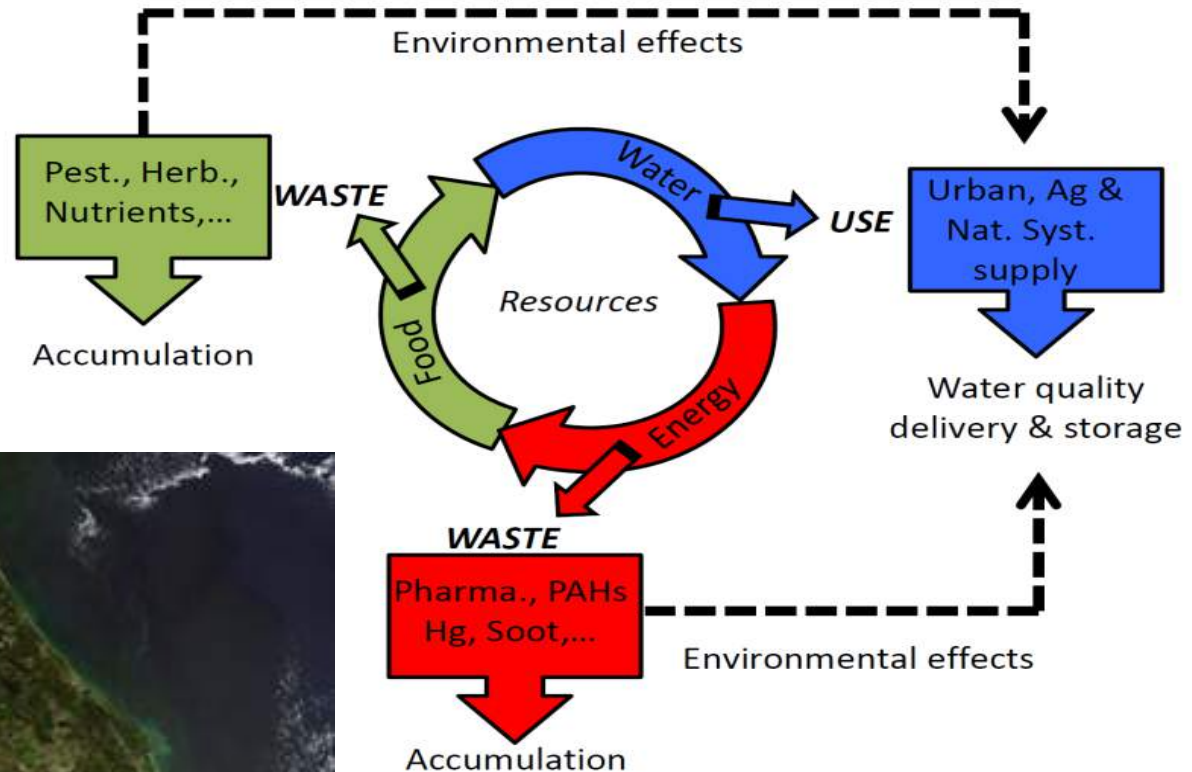 Environmental effects
Pest., Herb.,
Nutrients,...
WASTE
Water
USE
Urban, Ag &
Nat. Syst.
supply
Resources
Food
Energy
Accumulation
Water quality
delivery & storage
WASTE
Pharma., PAHs
Hg, Soot,...
Environmental effects
Accumulation